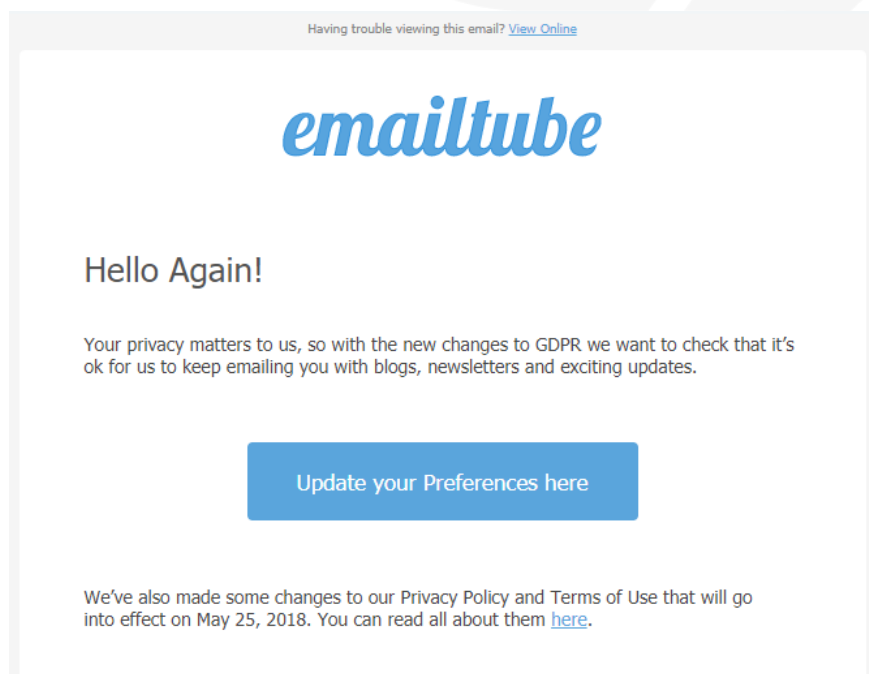 Having trouble viewing this email? View Online
emailtube
Hello Again!
Your privacy matters to us, so with the new changes to GDPR we want to check that it’s
ok for us to keep emailing you with blogs, newsletters and exciting updates.
Update your Preferences here
We’ve also made some changes to our Privacy Policy and Terms of Use that will go
into effect on May 25, 2018. You can read all about them here.